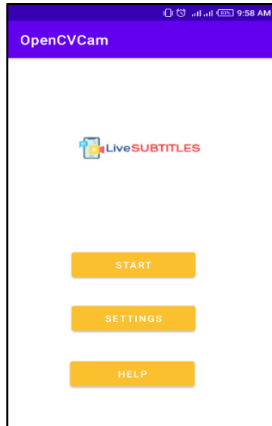 9:58 AM
OpenCVCam
LiveSUBTITLES
START
SETTINGS
HELP